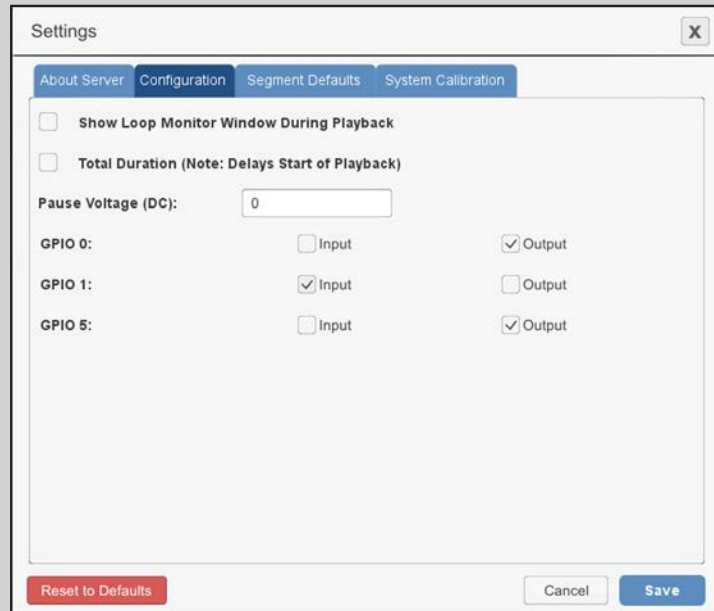 Settings
X
About Server Configuration Segment Defaults System Calibration
Show Loop Monitor Window During Playback
Total Duration (Note: Delays Start of Playback)
Pause Voltage (DC): 0
GPIO 0: Input Output
GPIO 1: Input Output
GPIO 5: Input Output
Reset to Defaults Cancel Save